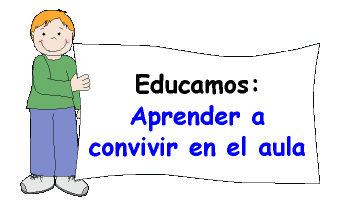 Educamos:
Aprender a
convivir en el aula